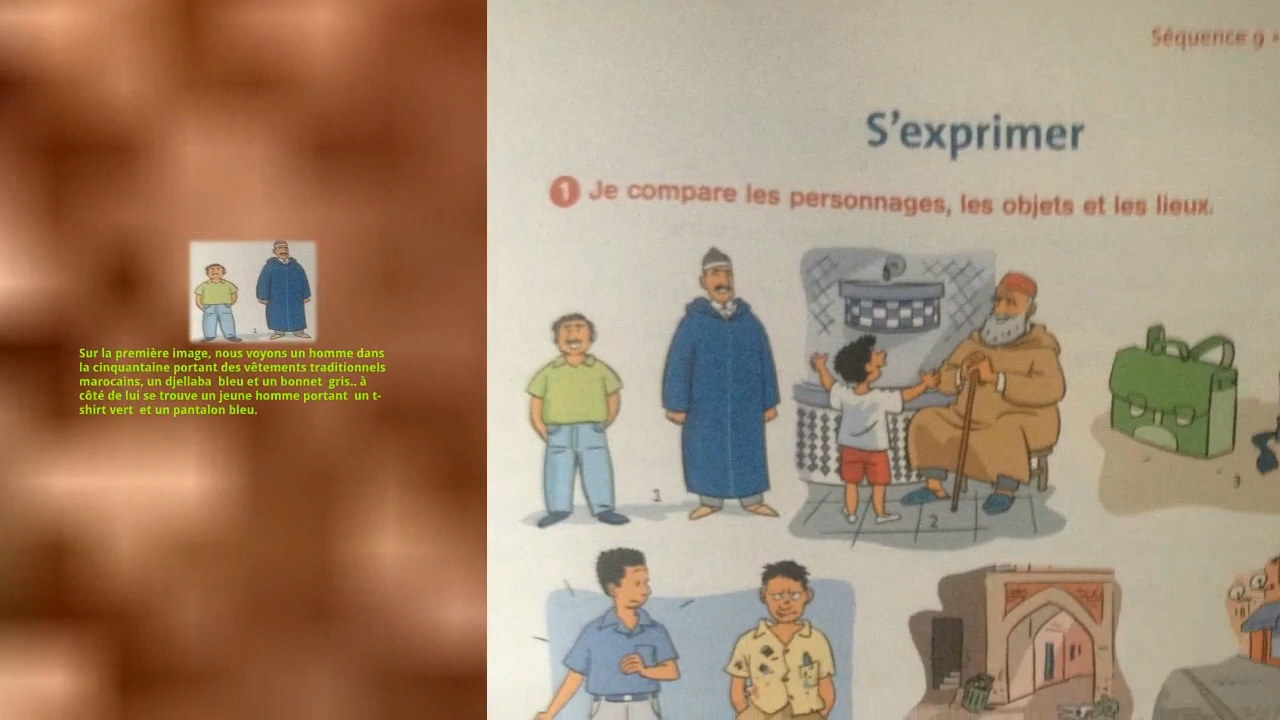 Sur la première image, nous voyons un homme dans
la cinquantaine portant des vêtements traditionnels
marocains, un djellaba  bleu et un bonnet  gris.. à
côté de lui se trouve un jeune homme portant  un t-
shirt vert  et un pantalon bleu.
Séquence 9
S'exprimer
1 Je compare les personnages, les objets et les lieux.
1
2
3